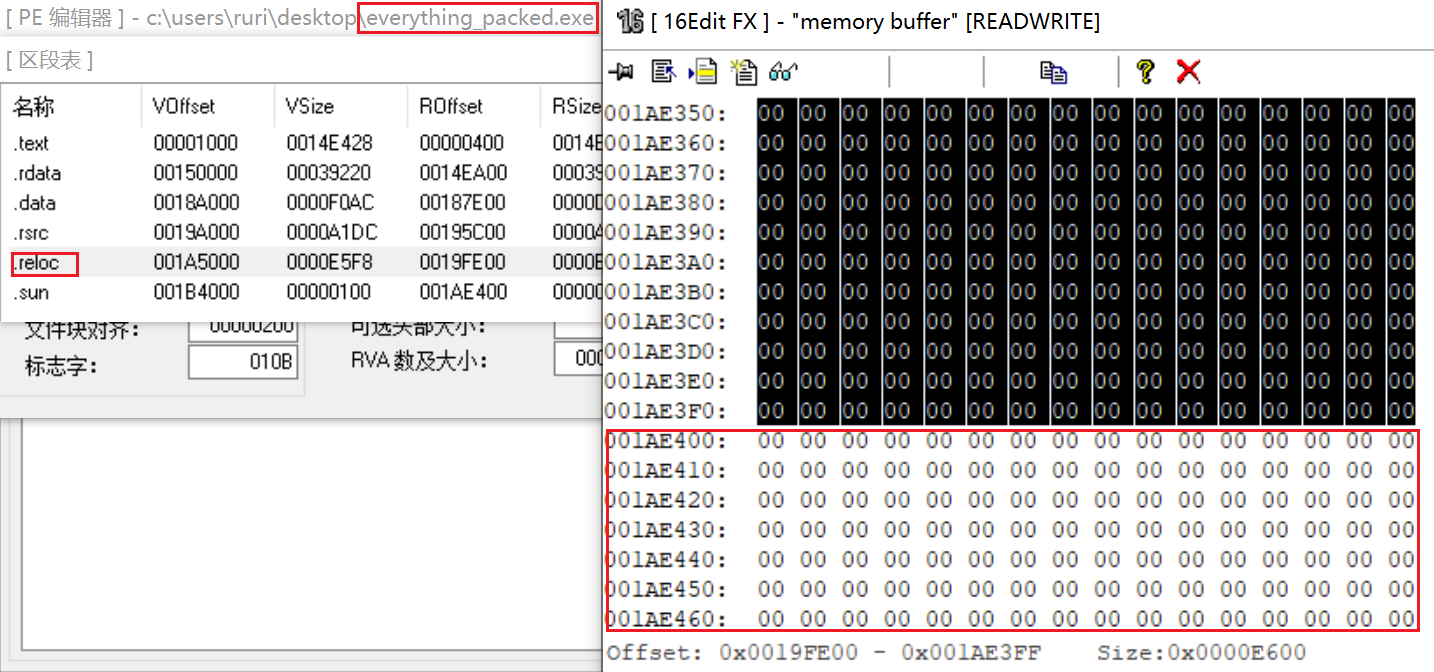 [ PE 编辑器 ] - c:\users\ruri\desktop\everything_packed.exe
[ 区段表 ]
名称 VOffset VSize ROffset RSize
.text 00001000 0014E428 00000400 0014E
.rdata 00150000 00039220 0014EA00 00039
.data 0018A000 0000F0AC 00187E00 0000
.rsrc 0019A000 0000A1DC 00195C00 0000A
.reloc 001A5000 0000E5F8 0019FE00 0000E
.sun 001B4000 00000100 001AE400 00000
文件块对齐: 00000200 可选头部大小:
标志字: 010B RVA 数及大小: 000
[ 16Edit FX ] - "memory buffer" [READWRITE]
001AE350: 00 00 00 00 00 00 00 00 00 00 00 00 00 00 00 00
001AE360: 00 00 00 00 00 00 00 00 00 00 00 00 00 00 00 00
001AE370: 00 00 00 00 00 00 00 00 00 00 00 00 00 00 00 00
001AE380: 00 00 00 00 00 00 00 00 00 00 00 00 00 00 00 00
001AE390: 00 00 00 00 00 00 00 00 00 00 00 00 00 00 00 00
001AE3A0: 00 00 00 00 00 00 00 00 00 00 00 00 00 00 00 00
001AE3B0: 00 00 00 00 00 00 00 00 00 00 00 00 00 00 00 00
001AE3C0: 00 00 00 00 00 00 00 00 00 00 00 00 00 00 00 00
001AE3D0: 00 00 00 00 00 00 00 00 00 00 00 00 00 00 00 00
001AE3E0: 00 00 00 00 00 00 00 00 00 00 00 00 00 00 00 00
001AE3F0: 00 00 00 00 00 00 00 00 00 00 00 00 00 00 00 00
001AE400: 00 00 00 00 00 00 00 00 00 00 00 00 00 00 00 00
001AE410: 00 00 00 00 00 00 00 00 00 00 00 00 00 00 00 00
001AE420: 00 00 00 00 00 00 00 00 00 00 00 00 00 00 00 00
001AE430: 00 00 00 00 00 00 00 00 00 00 00 00 00 00 00 00
001AE440: 00 00 00 00 00 00 00 00 00 00 00 00 00 00 00 00
001AE450: 00 00 00 00 00 00 00 00 00 00 00 00 00 00 00 00
001AE460: 00 00 00 00 00 00 00 00 00 00 00 00 00 00 00 00
Offset: 0x0019FE00 - 0x001AE3FF Size:0x0000E600